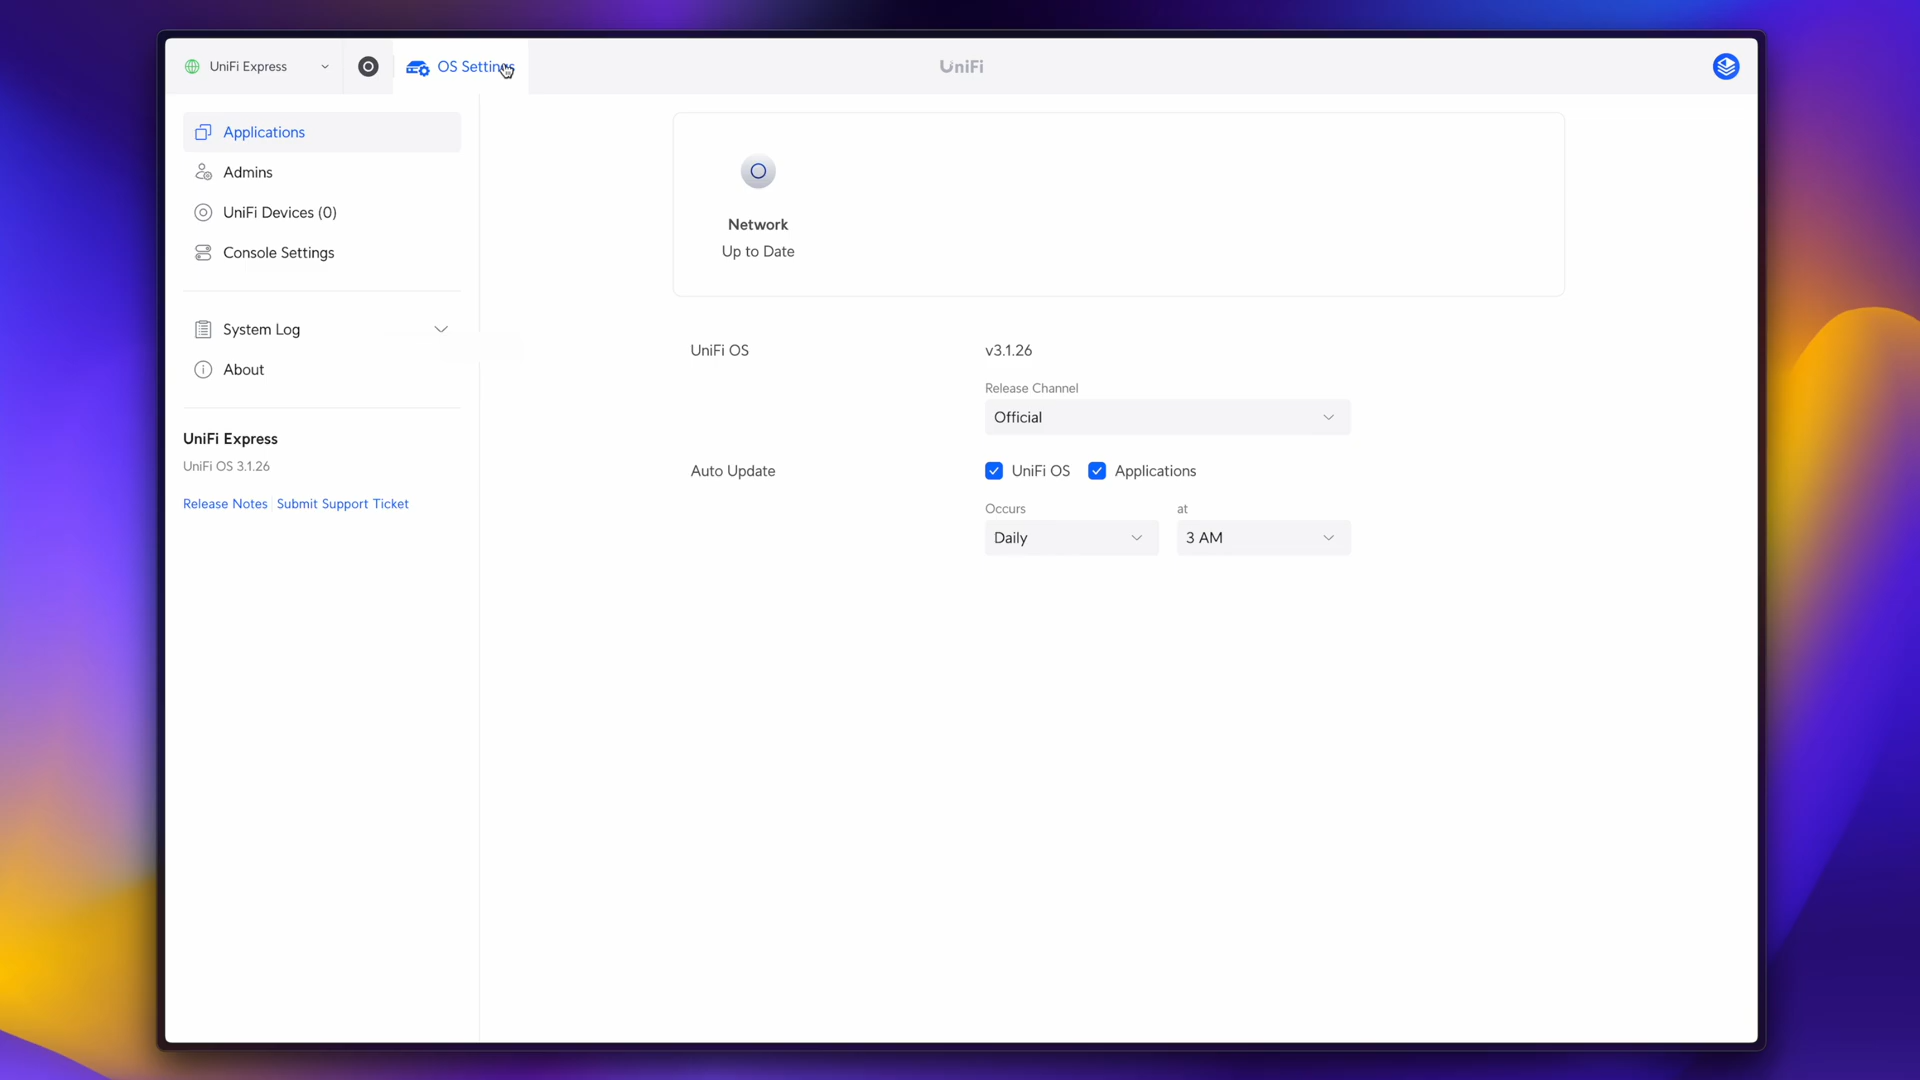 UniFi Express
OS Settings
UniFi
Applications
Admins
UniFi Devices (0)
Console Settings
System Log
About
UniFi Express
UniFi OS 3.1.26
Release Notes
Submit Support Ticket
Network
Up to Date
UniFi OS
v3.1.26
Release Channel
Official
Auto Update
UniFi OS
Applications
Occurs
at
Daily
3 AM